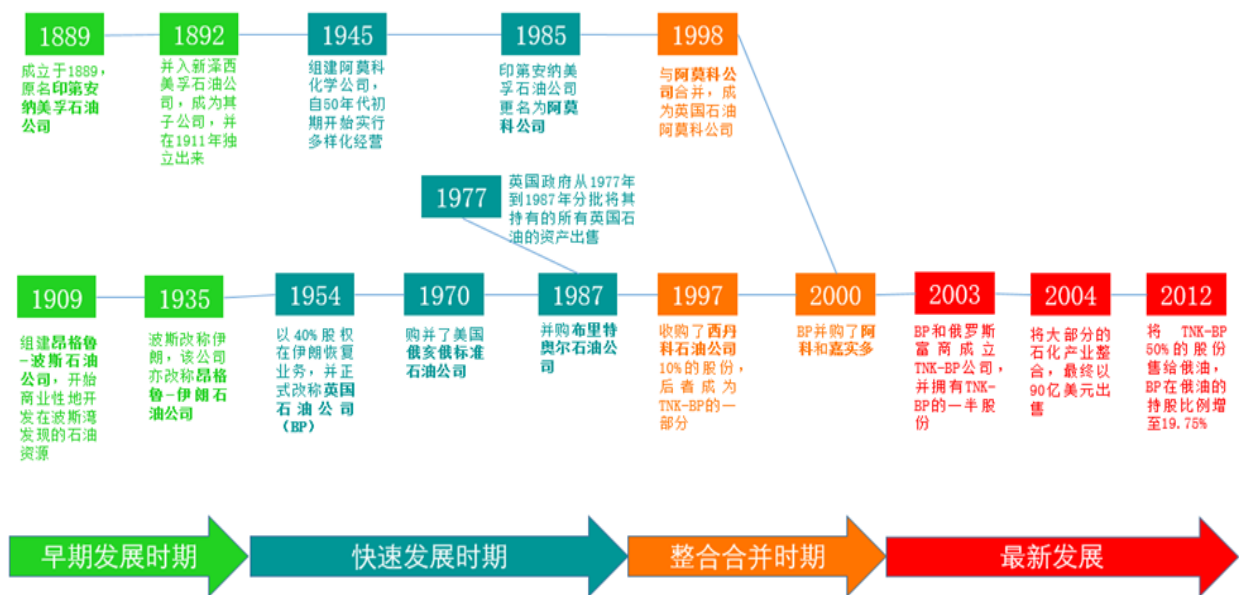 1889
成立于1889，
原名印第安
纳美孚石油
公司
1892
并入新泽西
美孚石油公
司，成为其
子公司，并
在1911年独
立出来
1945
组建阿莫科
化学公司，
自50年代初
期开始实行
多样化经营
1985
印第安纳美
孚石油公司
更名为阿莫
科公司
1998
与阿莫科公
司合并，成
为英国石油
阿莫科公司
1977
英国政府从1977年
到1987年分批将其
持有的所有英国石
油的资产出售
1909
组建昂格鲁
-波斯石油
公司，开始
商业性地开
发在波斯湾
发现的石油
资源
1935
波斯改称伊
朗，该公司
亦改称昂格
鲁-伊朗石
油公司
1954
以40%股权
在伊朗恢复
业务，并正
式改称英国
石油公司
（BP）
1970
购并了美国
俄亥俄标准
石油公司
1987
并购布里特
奥尔石油公
司
1997
收购了西丹
科石油公司
10%的股份，
后者成为
TNK-BP的一
部分
2000
BP并购了阿
科和嘉实多
2003
BP和俄罗斯
富商成立
TNK-BP公司，
并拥有TNK-
BP的一半股
份
2004
将大部分的
石化产业整
合，最终以
90亿美元出
售
2012
将 TNK-BP
50%的股份
售给俄油，
BP在俄油的
持股比例增
至19.75%
早期发展时期
快速发展时期
整合合并时期
最新发展